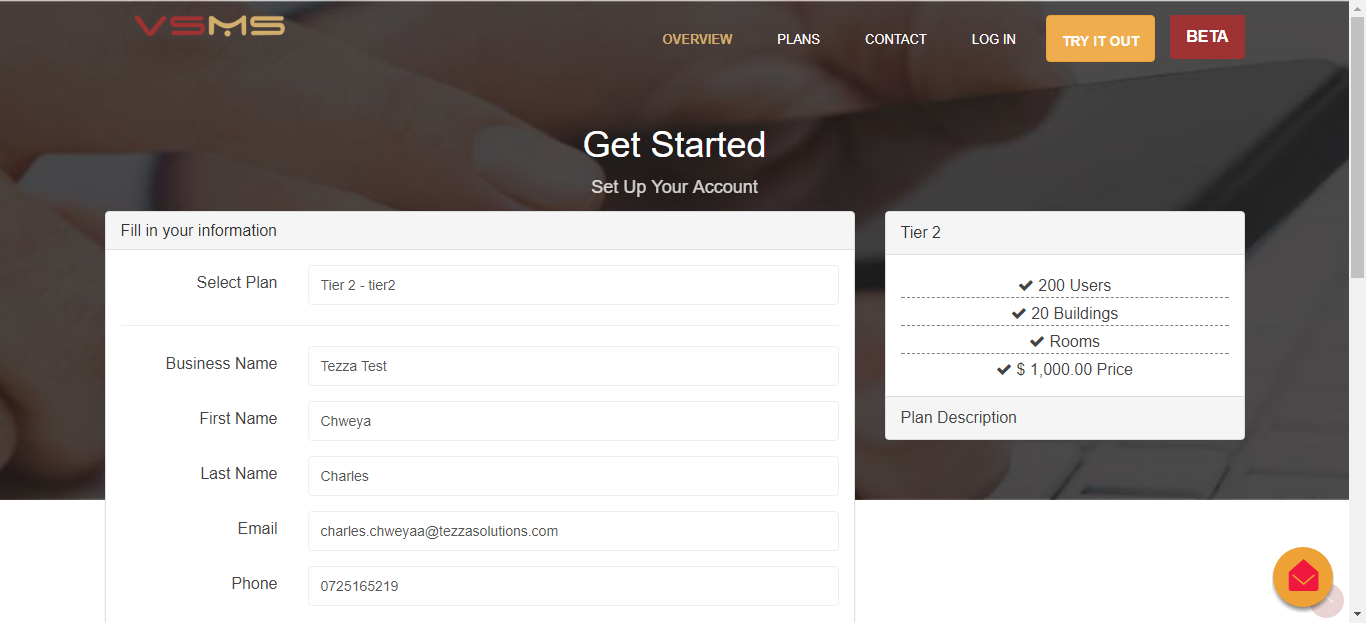 VSMS
OVERVIEW PLANS CONTACT LOG IN TRY IT OUT BETA
Get Started
Set Up Your Account
Fill in your information
Select Plan Tier 2 - tier2
Business Name Tezza Test
First Name Chweya
Last Name Charles
Email charles.chweyaa@tezzasolutions.com
Phone 0725165219
Tier 2
200 Users
20 Buildings
Rooms
$ 1,000.00 Price
Plan Description